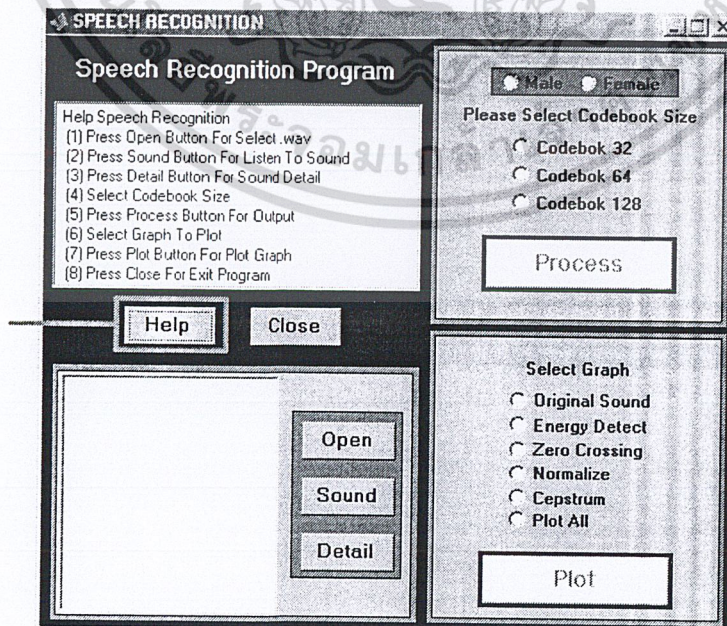 SPEECH RECOGNITION
Speech Recognition Program
Help Speech Recognition
(1) Press Open Button For Select .wav
(2) Press Sound Button For Listen To Sound
(3) Press Detail Button For Sound Detail
(4) Select Codebook Size
(5) Press Process Button For Output
(6) Select Graph To Plot
(7) Press Plot Button For Plot Graph
(8) Press Close For Exit Program
Help
Close
Open
Sound
Detail
Male Female
Please Select Codebook Size
Codebok 32
Codebok 64
Codebok 128
Process
Select Graph
Original Sound
Energy Detect
Zero Crossing
Normalize
Cepstrum
Plot All
Plot